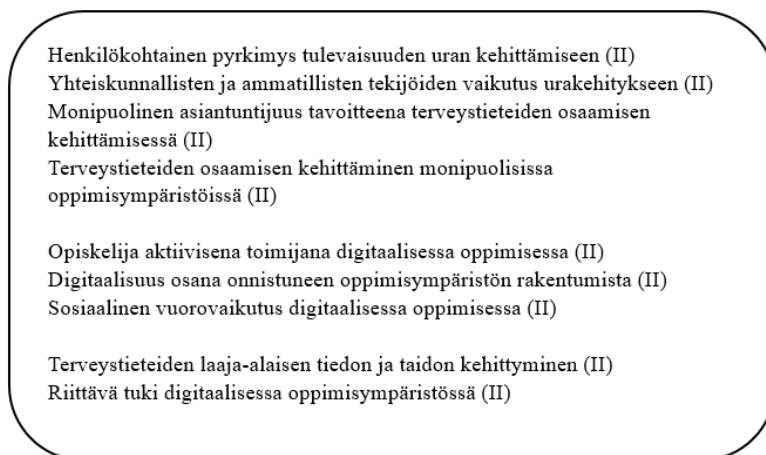 Henkilökohtainen pyrkimys tulevaisuuden uran kehittämiseen (II)
Yhteiskunnallisten ja ammatillisten tekijöiden vaikutus urakehitykseen (II)
Monipuolinen asiantuntijuus tavoitteena terveystieteiden osaamisen
kehittämisessä (II)
Terveystieteiden osaamisen kehittäminen monipuolisissa
oppimisympäristöissä (II)
Opiskelija aktiivisena toimijana digitaalisessa oppimisessa (II)
Digitaalisuus osana onnistuneen oppimisympäristön rakentumista (II)
Sosiaalinen vuorovaikutus digitaalisessa oppimisessa (II)
Terveystieteiden laaja-alaisen tiedon ja taidon kehittyminen (II)
Riittävä tuki digitaalisessa oppimisympäristössä (II)